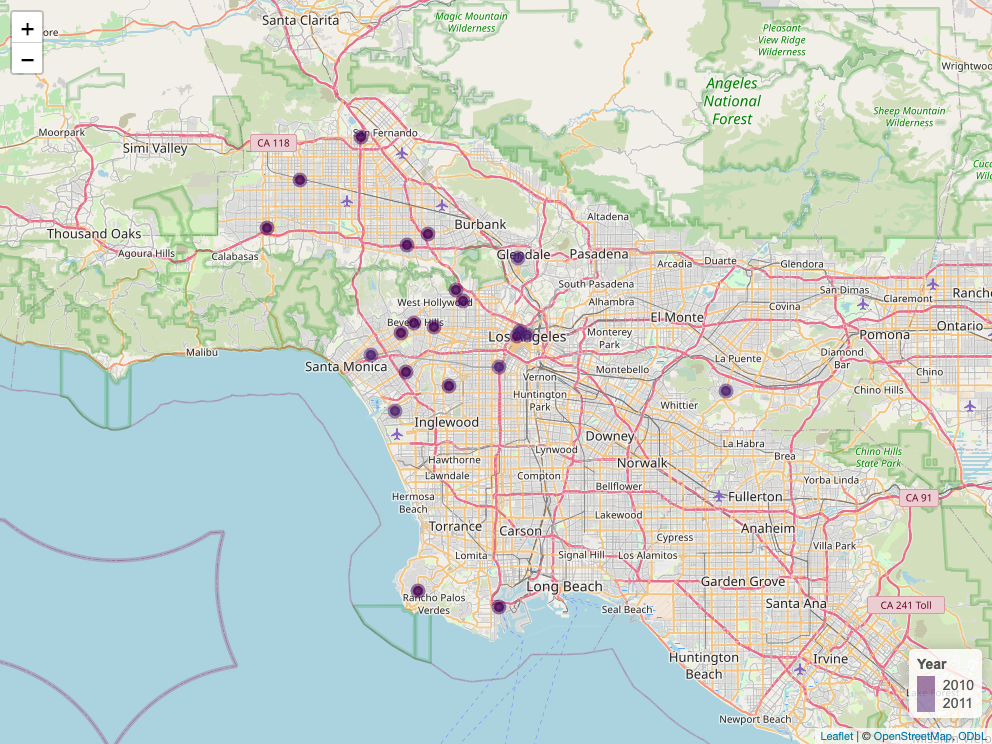 +
−
Santa Clarita
Magic Mountain
Wilderness
Pleasant
View Ridge
Wilderness
ore
Wrightwoo
Angeles
National
Forest
Sheep Mountain
Wilderness
Moorpark
San Fernando
CA 118
Simi Valley
Thousand Oaks
Agoura Hills
Calabasas
Burbank
Altadena
Glendale
Pasadena
Arcadia
Duarte
Glendora
South Pasadena
San Dimas
Claremont
Ranch
West Hollywood
Alhambra
Covina
Beverly Hills
El Monte
Ontario
Los Angeles
Monterey
Park
Pomona
Malibu
Santa Monica
La Puente
Diamond
Bar
Montebello
Chino
Vernon
Chino Hills
Huntington
Park
Whittier
Inglewood
Downey
La Habra
Brea
Chino Hills
State Park
Hawthorne
Lynwood
Norwalk
Lawndale
Compton
Yorba Linda
Bellflower
Hermosa
Beach
Fullerton
CA 91
Lakewood
Torrance
Carson
Anaheim
Cypress
Villa Park
Lomita
Signal Hill
Los Alamitos
Long Beach
Garden Grove
Rancho Palos
Verdes
Seal Beach
Santa Ana
CA 241 Toll
Huntington
Beach
Irvine
Year
2010
2011
Newport Beach
Leaflet | © OpenStreetMap, ODbL